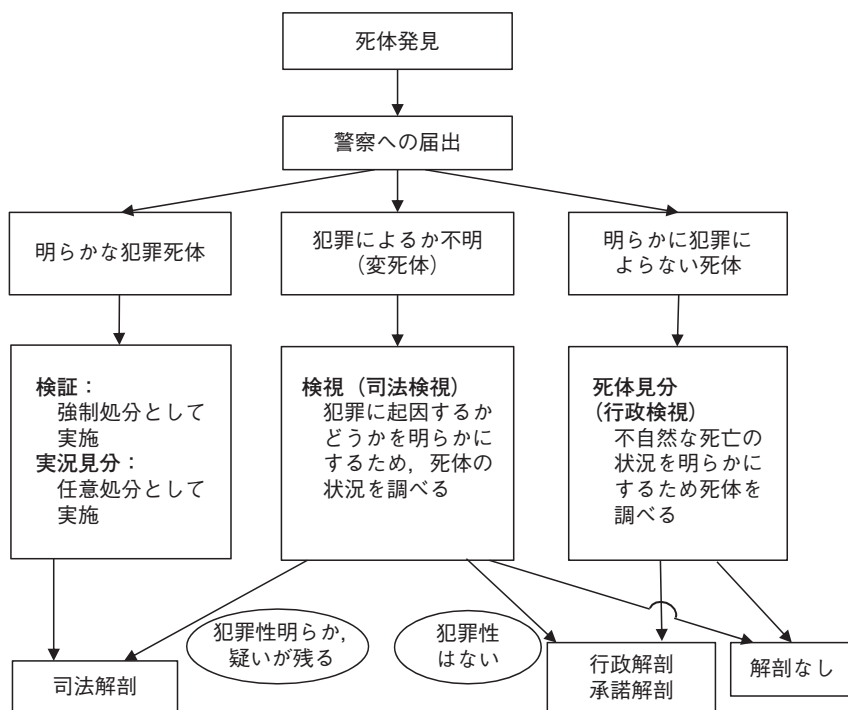 死体発見
警察への届出
明らかな犯罪死体
犯罪によるか不明
(変死体)
明らかに犯罪に
よらない死体
検証：
強制処分として
実施
実況見分：
任意処分として
実施
検視（司法検視）
犯罪に起因するか
どうかを明らかに
するため，死体の
状況を調べる
死体見分
(行政検視)
不自然な死亡の
状況を明らかに
するため死体を
調べる
犯罪性明らか，
疑いが残る
犯罪性
はない
司法解剖
行政解剖
承諾解剖
解剖なし